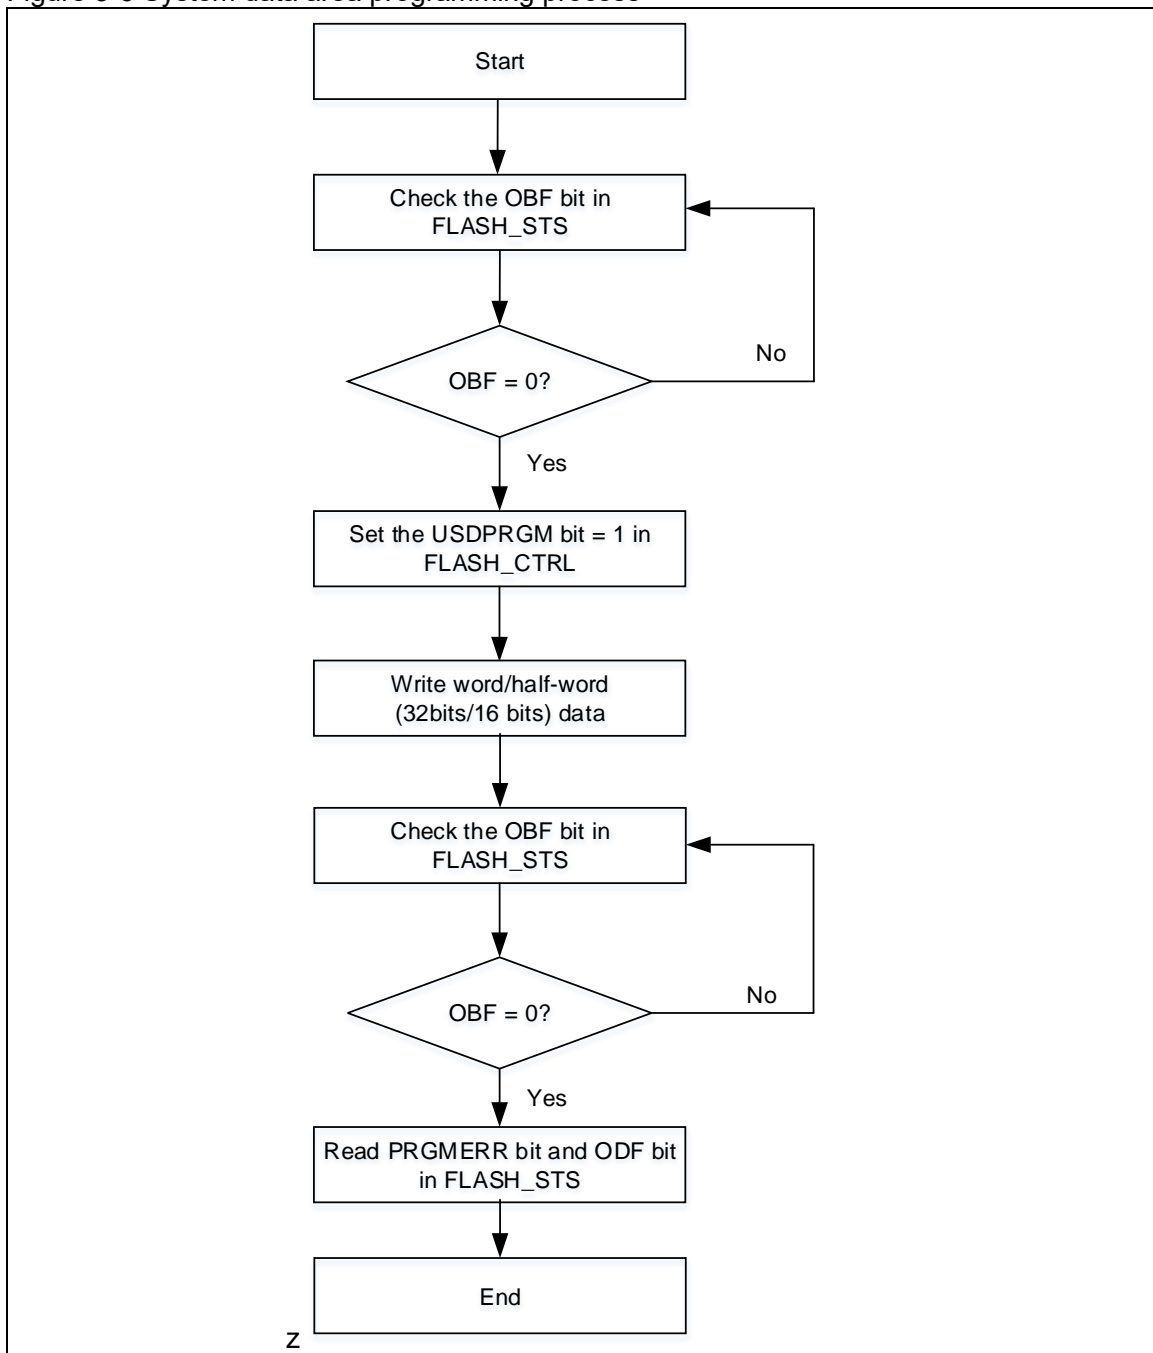 Start
Check the OBF bit in
FLASH_STS
No
OBF = 0?
Yes
Set the USDPRGM bit = 1 in
FLASH_CTRL
Write word/half-word
(32bits/16 bits) data
Check the OBF bit in
FLASH_STS
No
OBF = 0?
Yes
Read PRGMERR bit and ODF bit
in FLASH_STS
End
z